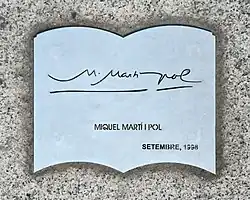 M. Martí Pol
MIQUEL MARTÍ I POL
SETEMBRE, 1998